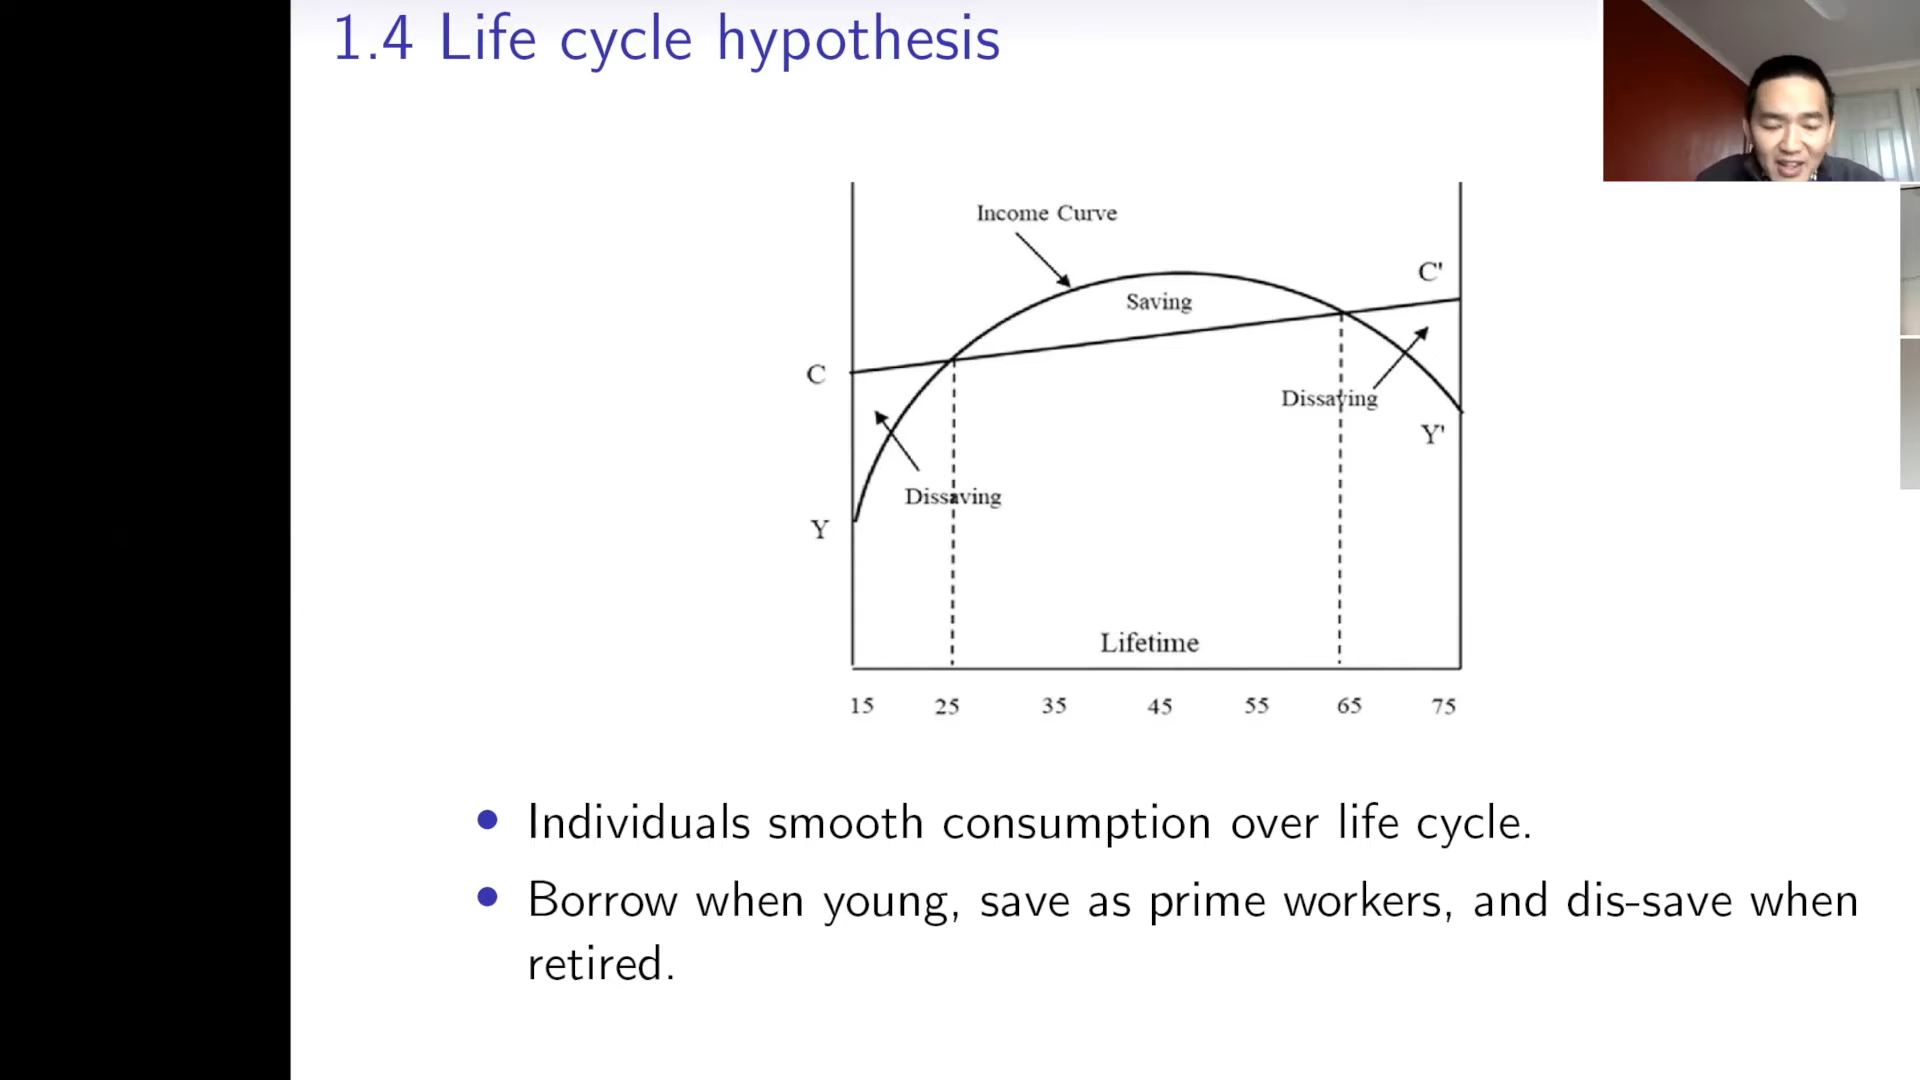 1.4 Life cycle hypothesis
Income Curve
C'
Saving
C
Dissaving
Y'
Dissaving
Y
Lifetime
15 25 35 45 55 65 75
Individuals smooth consumption over life cycle.
Borrow when young, save as prime workers, and dis-save when
retired.